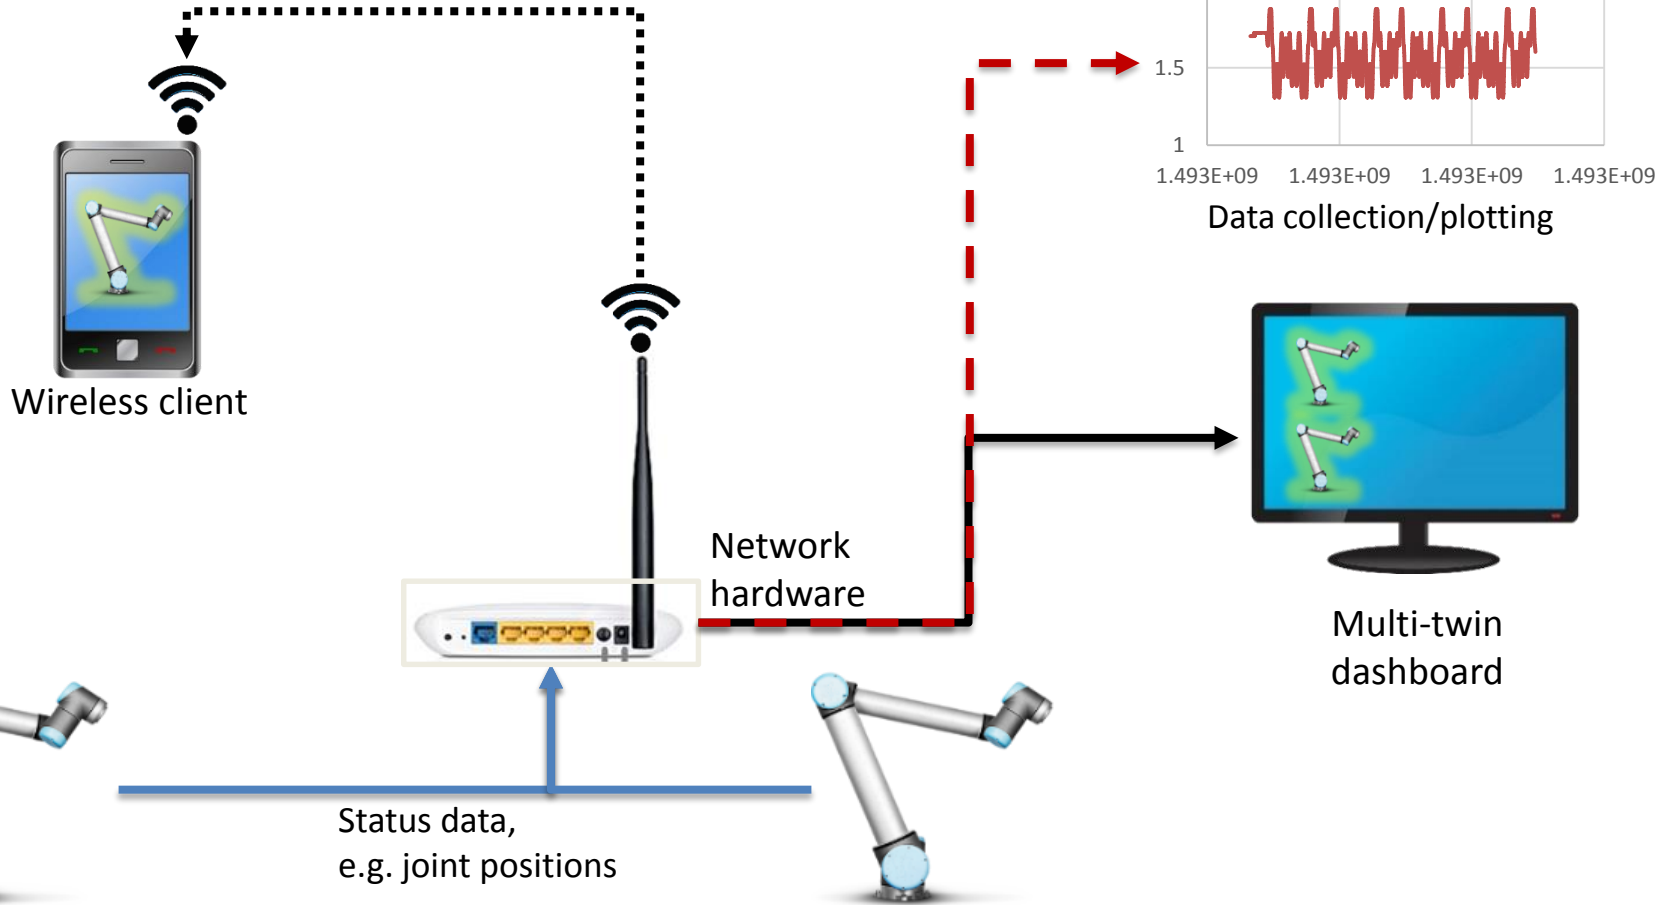 1.5
1
1.493E+09 1.493E+09 1.493E+09 1.493E+09
Data collection/plotting
Wireless client
Network
hardware
Multi-twin
dashboard
Status data,
e.g. joint positions